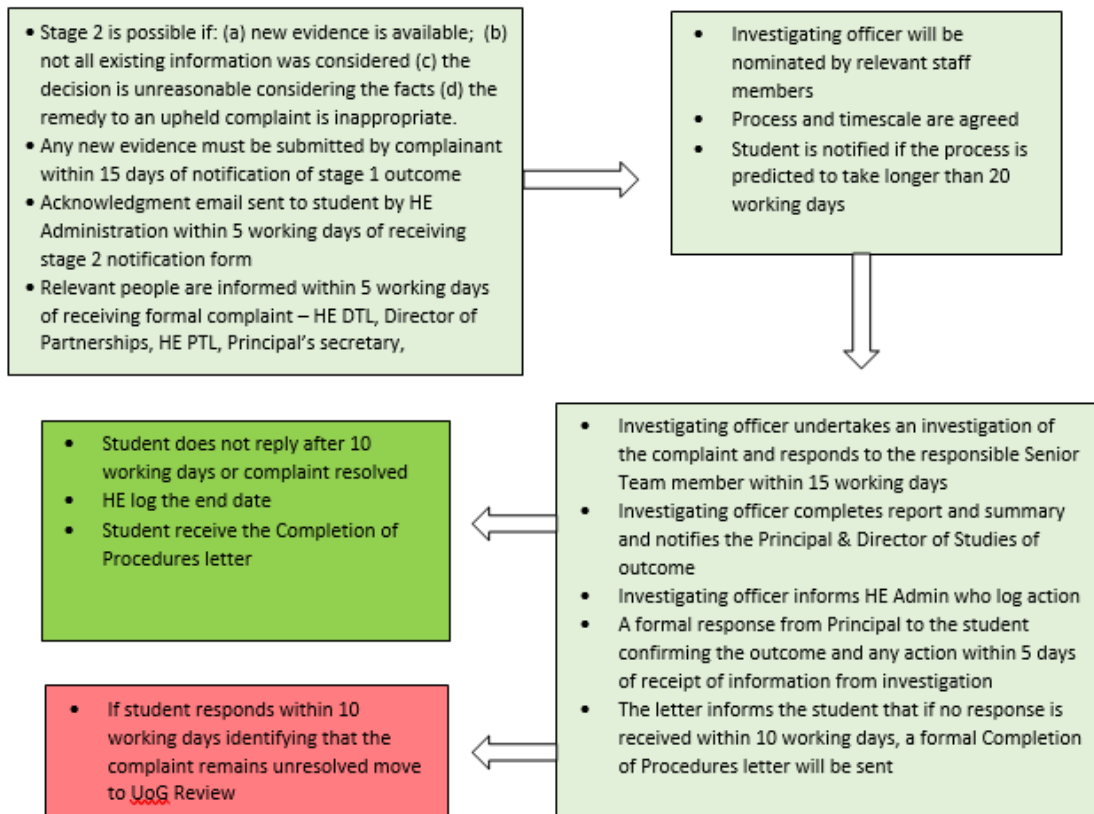 • Stage 2 is possible if: (a) new evidence is available; (b)
not all existing information was considered (c) the
decision is unreasonable considering the facts (d) the
remedy to an upheld complaint is inappropriate.
• Any new evidence must be submitted by complainant
within 15 days of notification of stage 1 outcome
• Acknowledgment email sent to student by HE
Administration within 5 working days of receiving
stage 2 notification form
• Relevant people are informed within 5 working days
of receiving formal complaint – HE DTL, Director of
Partnerships, HE PTL, Principal's secretary,
• Investigating officer will be
nominated by relevant staff
members
• Process and timescale are agreed
• Student is notified if the process is
predicted to take longer than 20
working days
• Investigating officer undertakes an investigation of
the complaint and responds to the responsible Senior
Team member within 15 working days
• Investigating officer completes report and summary
and notifies the Principal & Director of Studies of
outcome
• Investigating officer informs HE Admin who log action
• A formal response from Principal to the student
confirming the outcome and any action within 5 days
of receipt of information from investigation
• The letter informs the student that if no response is
received within 10 working days, a formal Completion
of Procedures letter will be sent
• Student does not reply after 10
working days or complaint resolved
• HE log the end date
• Student receive the Completion of
Procedures letter
• If student responds within 10
working days identifying that the
complaint remains unresolved move
to UoG Review